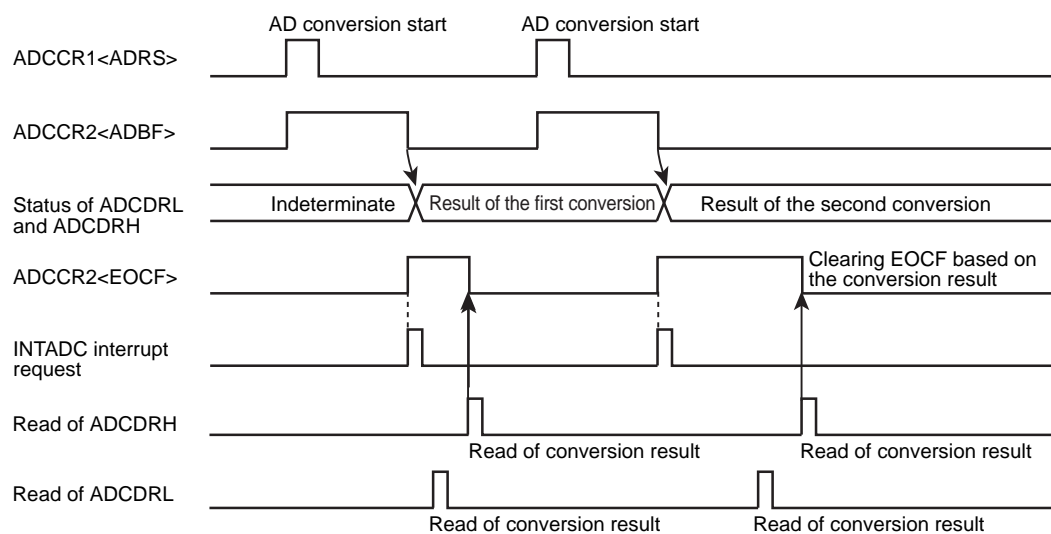 AD conversion start
AD conversion start
ADCCR1<ADRS>
ADCCR2<ADBF>
Status of ADCDRL
and ADCDRH
Indeterminate
Result of the first conversion
Result of the second conversion
ADCCR2<EOCF>
Clearing EOCF based on
the conversion result
INTADC interrupt
request
Read of ADCDRH
Read of conversion result
Read of conversion result
Read of ADCDRL
Read of conversion result
Read of conversion result